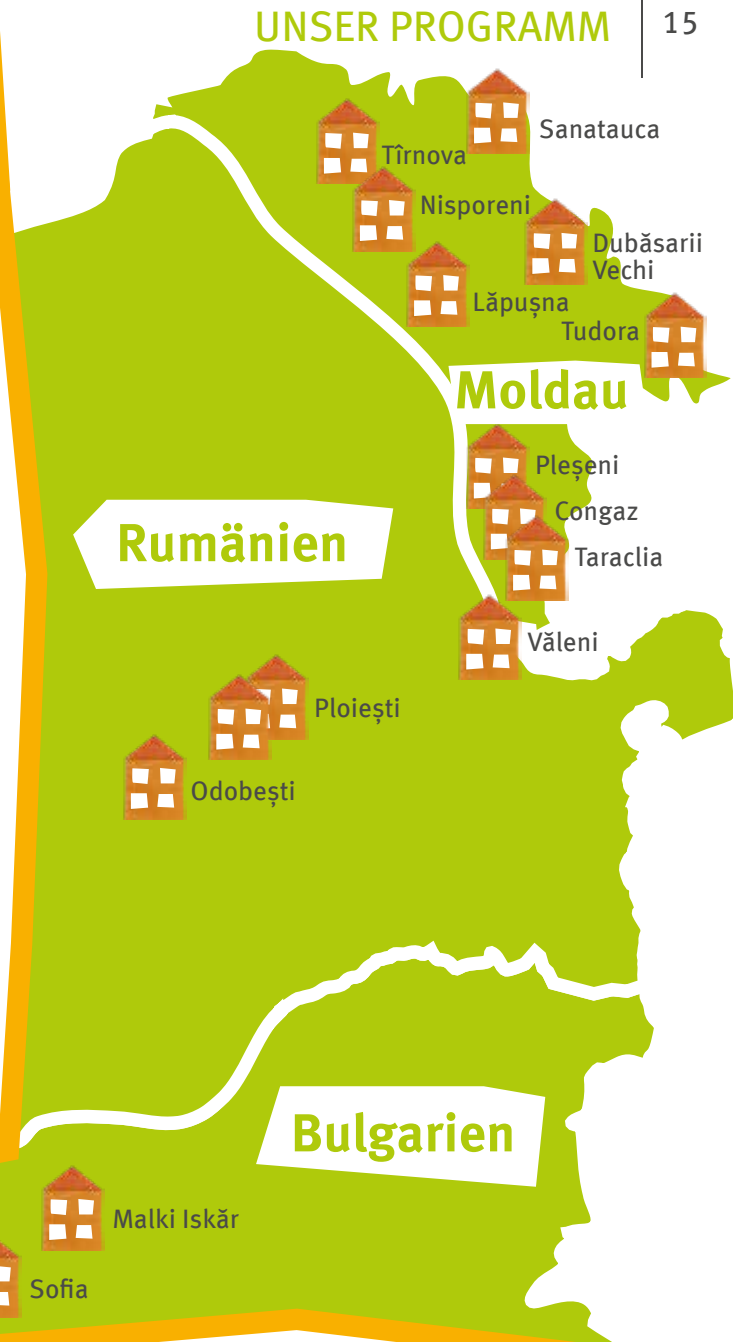 UNSER PROGRAMM
15
Sanatauca
Tîrnova
Nisporeni
Dubăsarii
Vechi
Lăpușna
Tudora
Moldau
Pleșeni
Congaz
Rumänien
Taraclia
Văleni
Ploiești
Odobești
Bulgarien
Malki Iskăr
Sofia